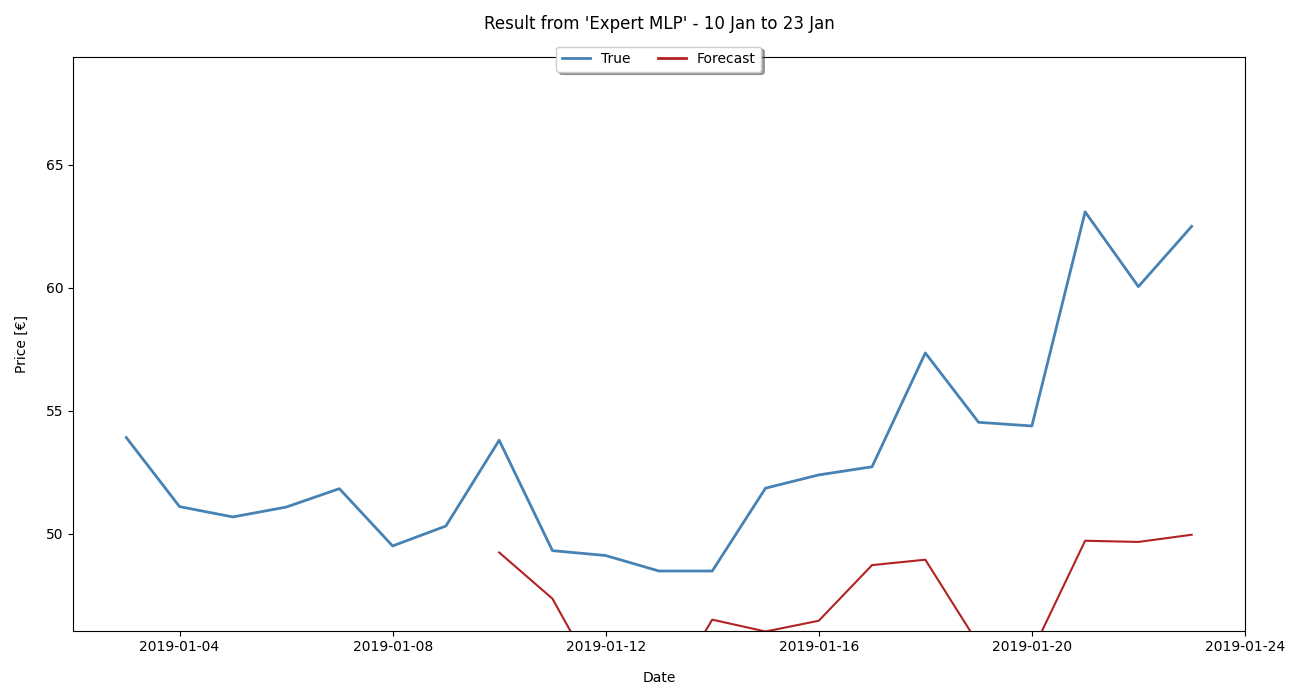 Result from 'Expert MLP' - 10 Jan to 23 Jan
True Forecast
65
60
55
50
Price [€]
2019-01-04 2019-01-08 2019-01-12 2019-01-16 2019-01-20 2019-01-24
Date